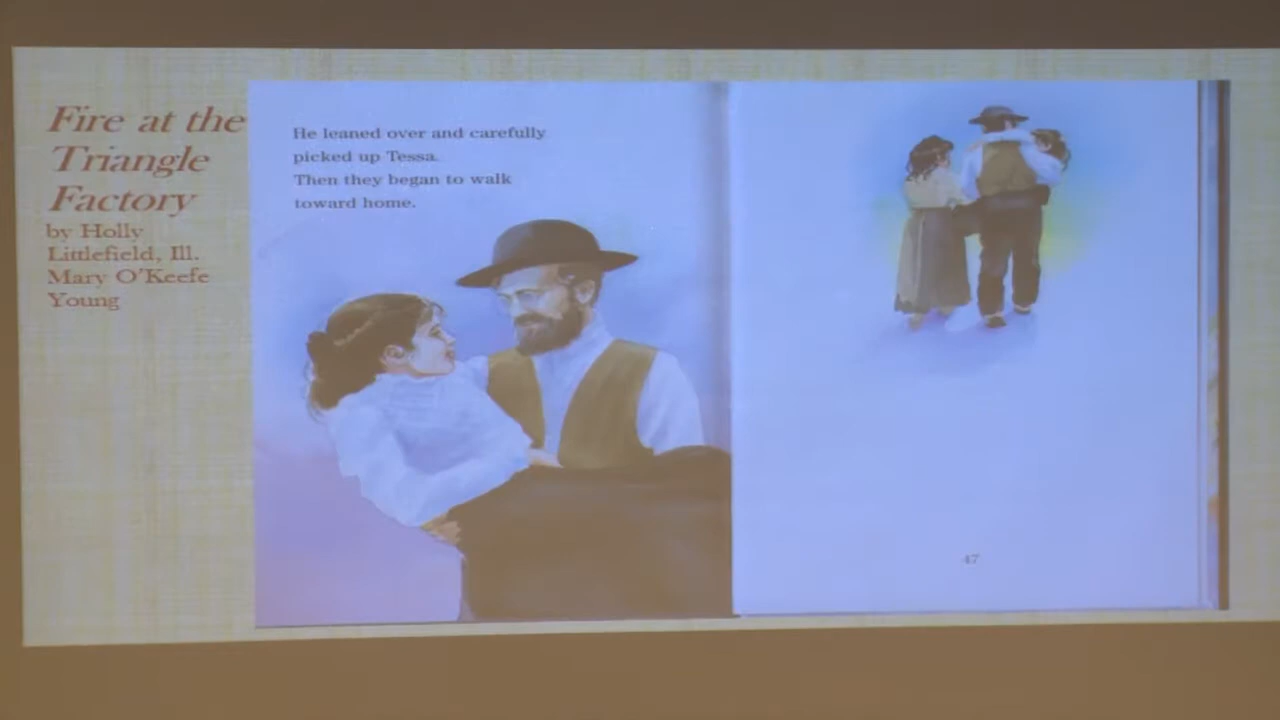 Fire at the
Triangle
Factory
by Holly
Littlefield, Ill.
Mary O'Keefe
Young
He leaned over and carefully
picked up Tessa.
Then they began to walk
toward home.
47